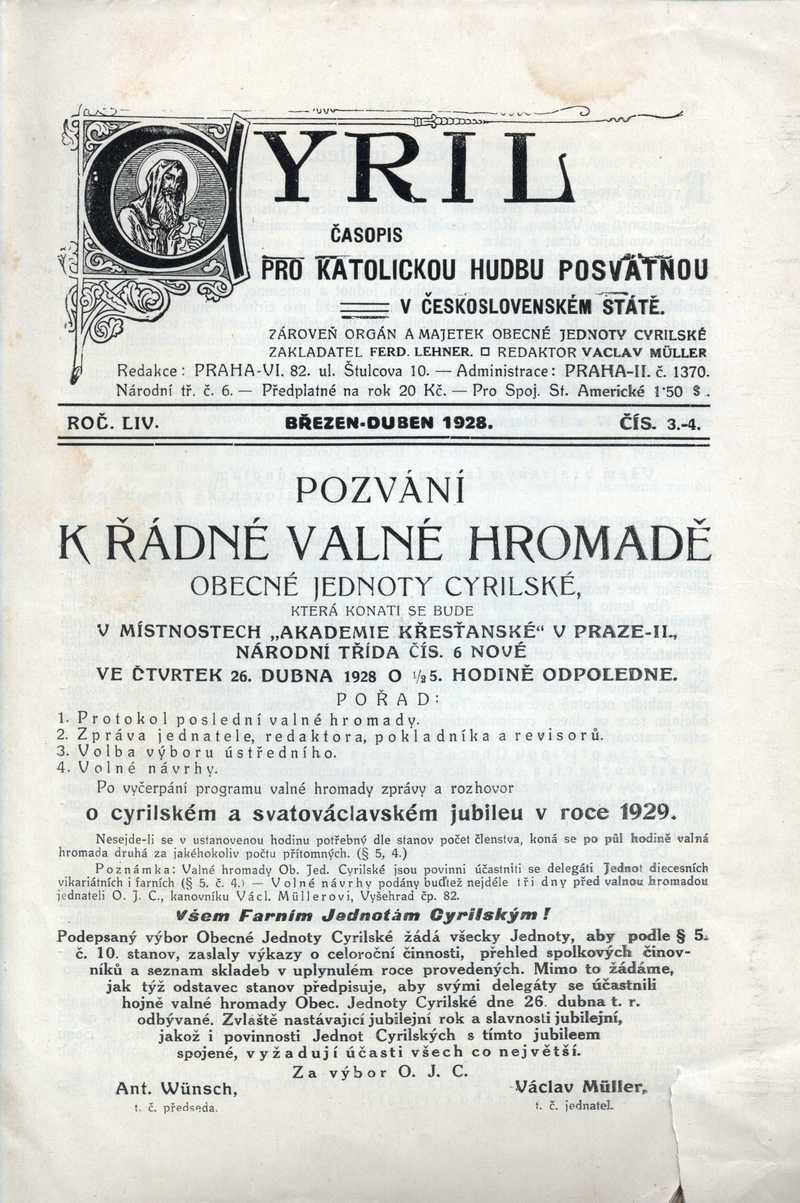 CYRIL
ČASOPIS
PRO KATOLICKOU HUDBU POSVÁTNOU
V ČESKOSLOVENSKÉM STÁTĚ.
ZÁROVEŇ ORGÁN A MAJETEK OBECNÉ JEDNOTY CYRILSKÉ
ZAKLADATEL FERD. LEHNER. □ REDAKTOR VACLAV MÜLLER
Redakce: PRAHA-VI. 82. ul. Štulcova 10. — Administrace: PRAHA-II. č. 1370.
Národní tř. č. 6. — Předplatné na rok 20 Kč. — Pro Spoj. St. Americké 1·50 $.
ROČ. LIV. BŘEZEN-DUBEN 1928. ČÍS. 3.-4.
POZVÁNÍ
K ŘÁDNÉ VALNÉ HROMADĚ
OBECNÉ JEDNOTY CYRILSKÉ,
KTERÁ KONATI SE BUDE
V MÍSTNOSTECH „AKADEMIE KŘESŤANSKÉ“ V PRAZE-II.,
NÁRODNÍ TŘÍDA ČÍS. 6 NOVÉ
VE ČTVRTEK 26. DUBNA 1928 O ½5. HODINĚ ODPOLEDNE.
POŘAD:
1. Protokol poslední valné hromady.
2. Zpráva jednatele, redaktora, pokladníka a revisorů.
3. Volba výboru ústředního.
4. Volné návrhy.
Po vyčerpání programu valné hromady zprávy a rozhovor
o cyrilském a svatováclavském jubileu v roce 1929.
Nesejde-li se v ustanovenou hodinu potřebný dle stanov počet členstva, koná se po půl hodině valná
hromada druhá za jakéhokoliv počtu přítomných. (§ 5, 4.)
Poznámka: Valné hromady Ob. Jed. Cyrilské jsou povinni účastniti se delegáti Jednot diecesních
vikariátních i farních (§ 5. č. 4.) — Volné návrhy podány buďtež nejdéle tři dny před valnou hromadou
jednateli O. J. C., kanovníku Václ. Müllerovi, Vyšehrad čp. 82.
Všem Farním Jednotám Cyrilským!
Podepsaný výbor Obecné Jednoty Cyrilské žádá všecky Jednoty, aby podle § 5.
č. 10. stanov, zaslaly výkazy o celoroční činnosti, přehled spolkových činov-
níků a seznam skladeb v uplynulém roce provedených. Mimo to žádáme,
jak týž odstavec stanov předpisuje, aby svými delegáty se účastnili
hojně valné hromady Obec. Jednoty Cyrilské dne 26. dubna t. r.
odbývané. Zvlaště nastávající jubilejní rok a slavnosti jubilejní,
jakož i povinnosti Jednot Cyrilských s tímto jubileem
spojené, vyžadují účasti všech co největší.
Za výbor O. J. C.
Ant. Wünsch, Václav Müller,
t. č. předseda. t. č. jednatel.